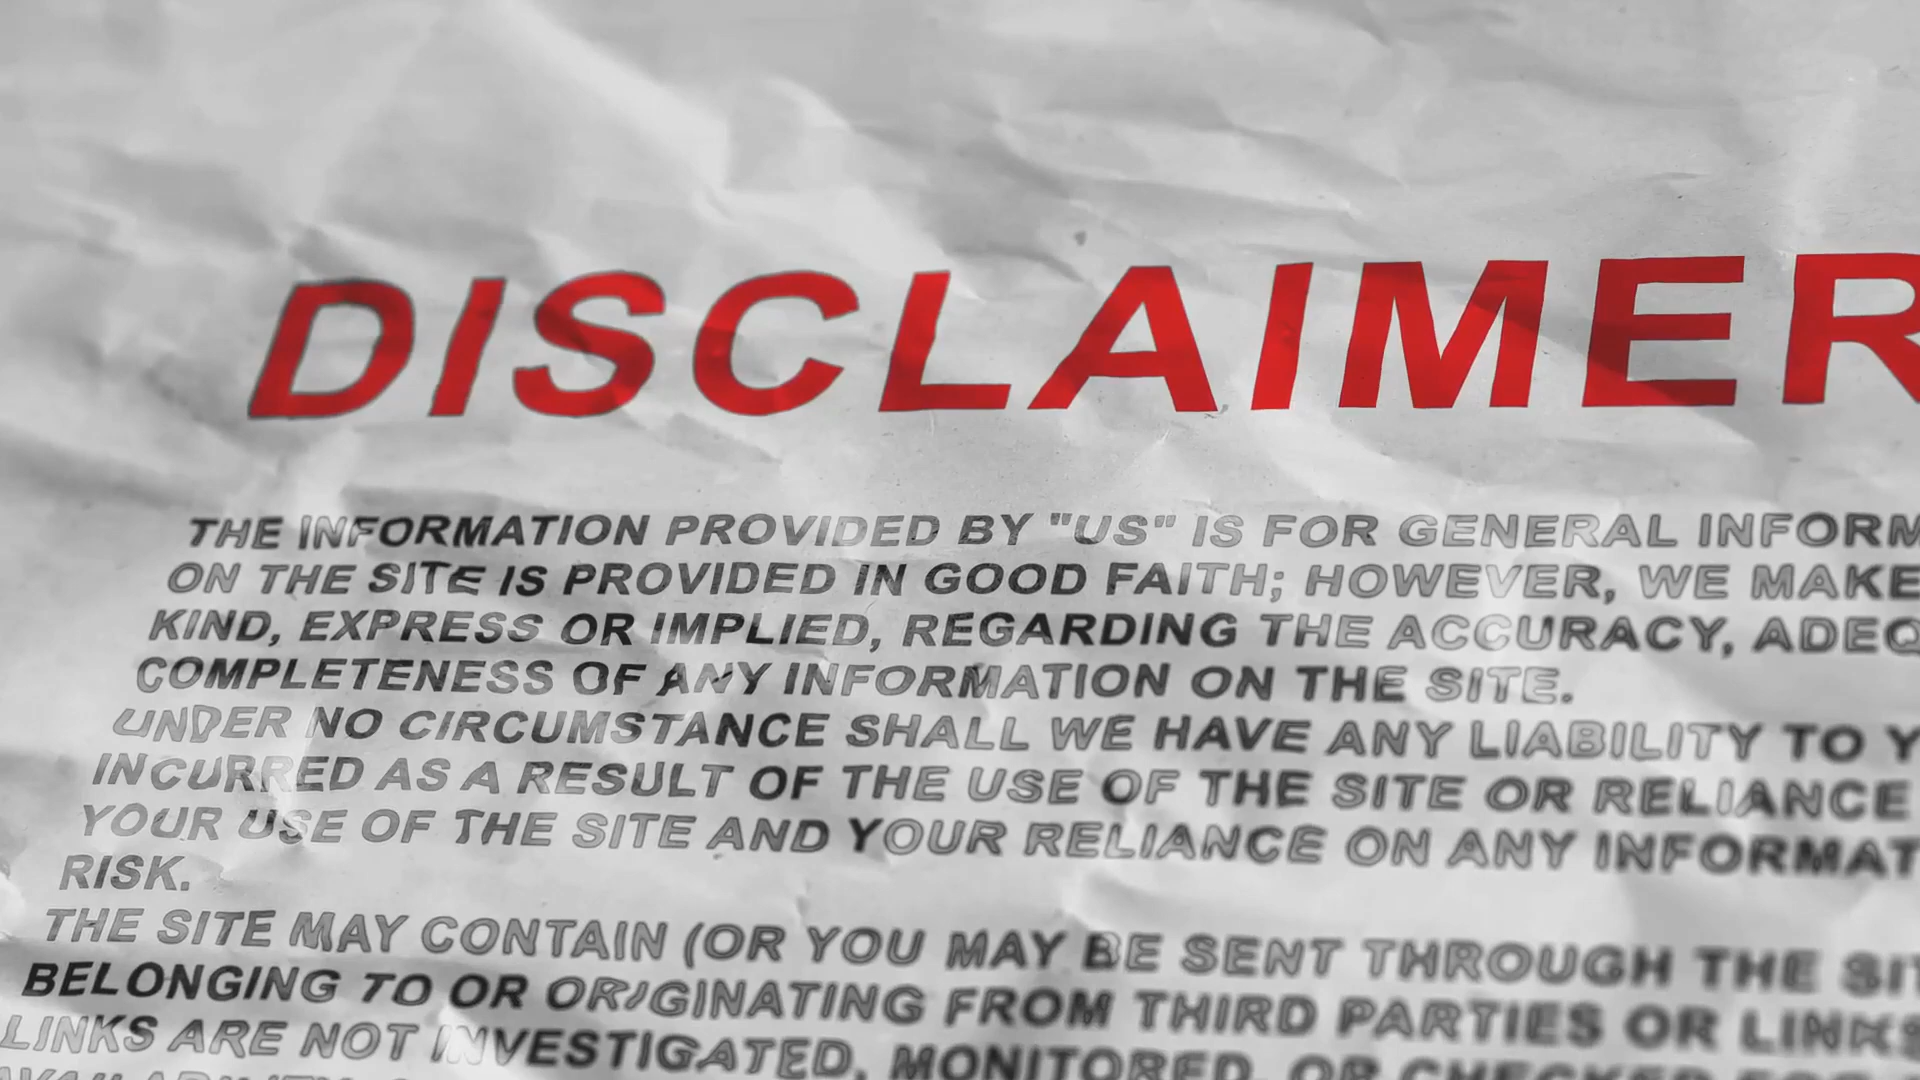 DISCLAIMER
THE INFORMATION PROVIDED BY "US" IS FOR GENERAL INFORM
ON THE SITE IS PROVIDED IN GOOD FAITH; HOWEVER, WE MAKE
KIND, EXPRESS OR IMPLIED, REGARDING THE ACCURACY, ADEQ
COMPLETENESS OF ANY INFORMATION ON THE SITE.
UNDER NO CIRCUMSTANCE SHALL WE HAVE ANY LIABILITY TO Y
INCURRED AS A RESULT OF THE USE OF THE SITE OR RELIANCE
YOUR USE OF THE SITE AND YOUR RELIANCE ON ANY INFORMAT
RISK.
THE SITE MAY CONTAIN (OR YOU MAY BE SENT THROUGH THE SIT
BELONGING TO OR ORIGINATING FROM THIRD PARTIES OR LINKS
LINKS ARE NOT INVESTIGATED, MONITORED, OR CHECKED FOR